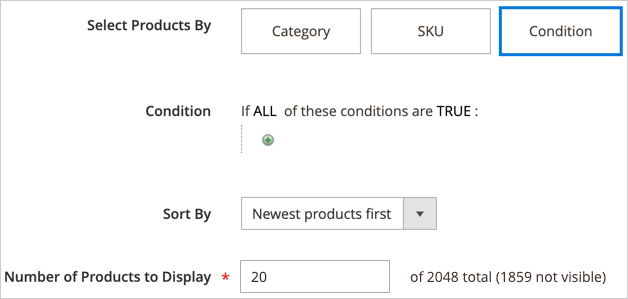 Select Products By Category SKU Condition
Condition If ALL of these conditions are TRUE :
Sort By Newest products first
Number of Products to Display * 20 of 2048 total (1859 not visible)